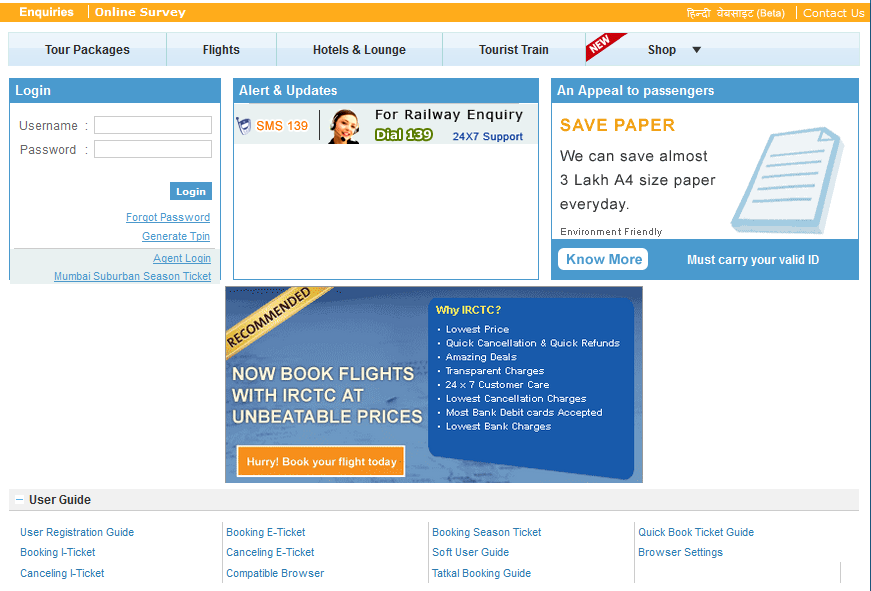 Enquiries | Online Survey
हिन्दी वेबसाइट (Beta) | Contact Us
Tour Packages
Flights
Hotels & Lounge
Tourist Train
NEW
Shop ▼
Login
Username :
Password :
Login
Forgot Password
Generate Tpin
Agent Login
Mumbai Suburban Season Ticket
Alert & Updates
SMS 139
For Railway Enquiry
Dial 139
24X7 Support
An Appeal to passengers
SAVE PAPER
We can save almost
3 Lakh A4 size paper
everyday.
Environment Friendly
Know More
Must carry your valid ID
RECOMMENDED
NOW BOOK FLIGHTS
WITH IRCTC AT
UNBEATABLE PRICES
Hurry! Book your flight today
Why IRCTC?
· Lowest Price
· Quick Cancellation & Quick Refunds
· Amazing Deals
· Transparent Charges
· 24 x 7 Customer Care
· Lowest Cancellation Charges
· Most Bank Debit cards Accepted
· Lowest Bank Charges
User Guide
User Registration Guide
Booking I-Ticket
Canceling I-Ticket
Booking E-Ticket
Canceling E-Ticket
Compatible Browser
Booking Season Ticket
Soft User Guide
Tatkal Booking Guide
Quick Book Ticket Guide
Browser Settings